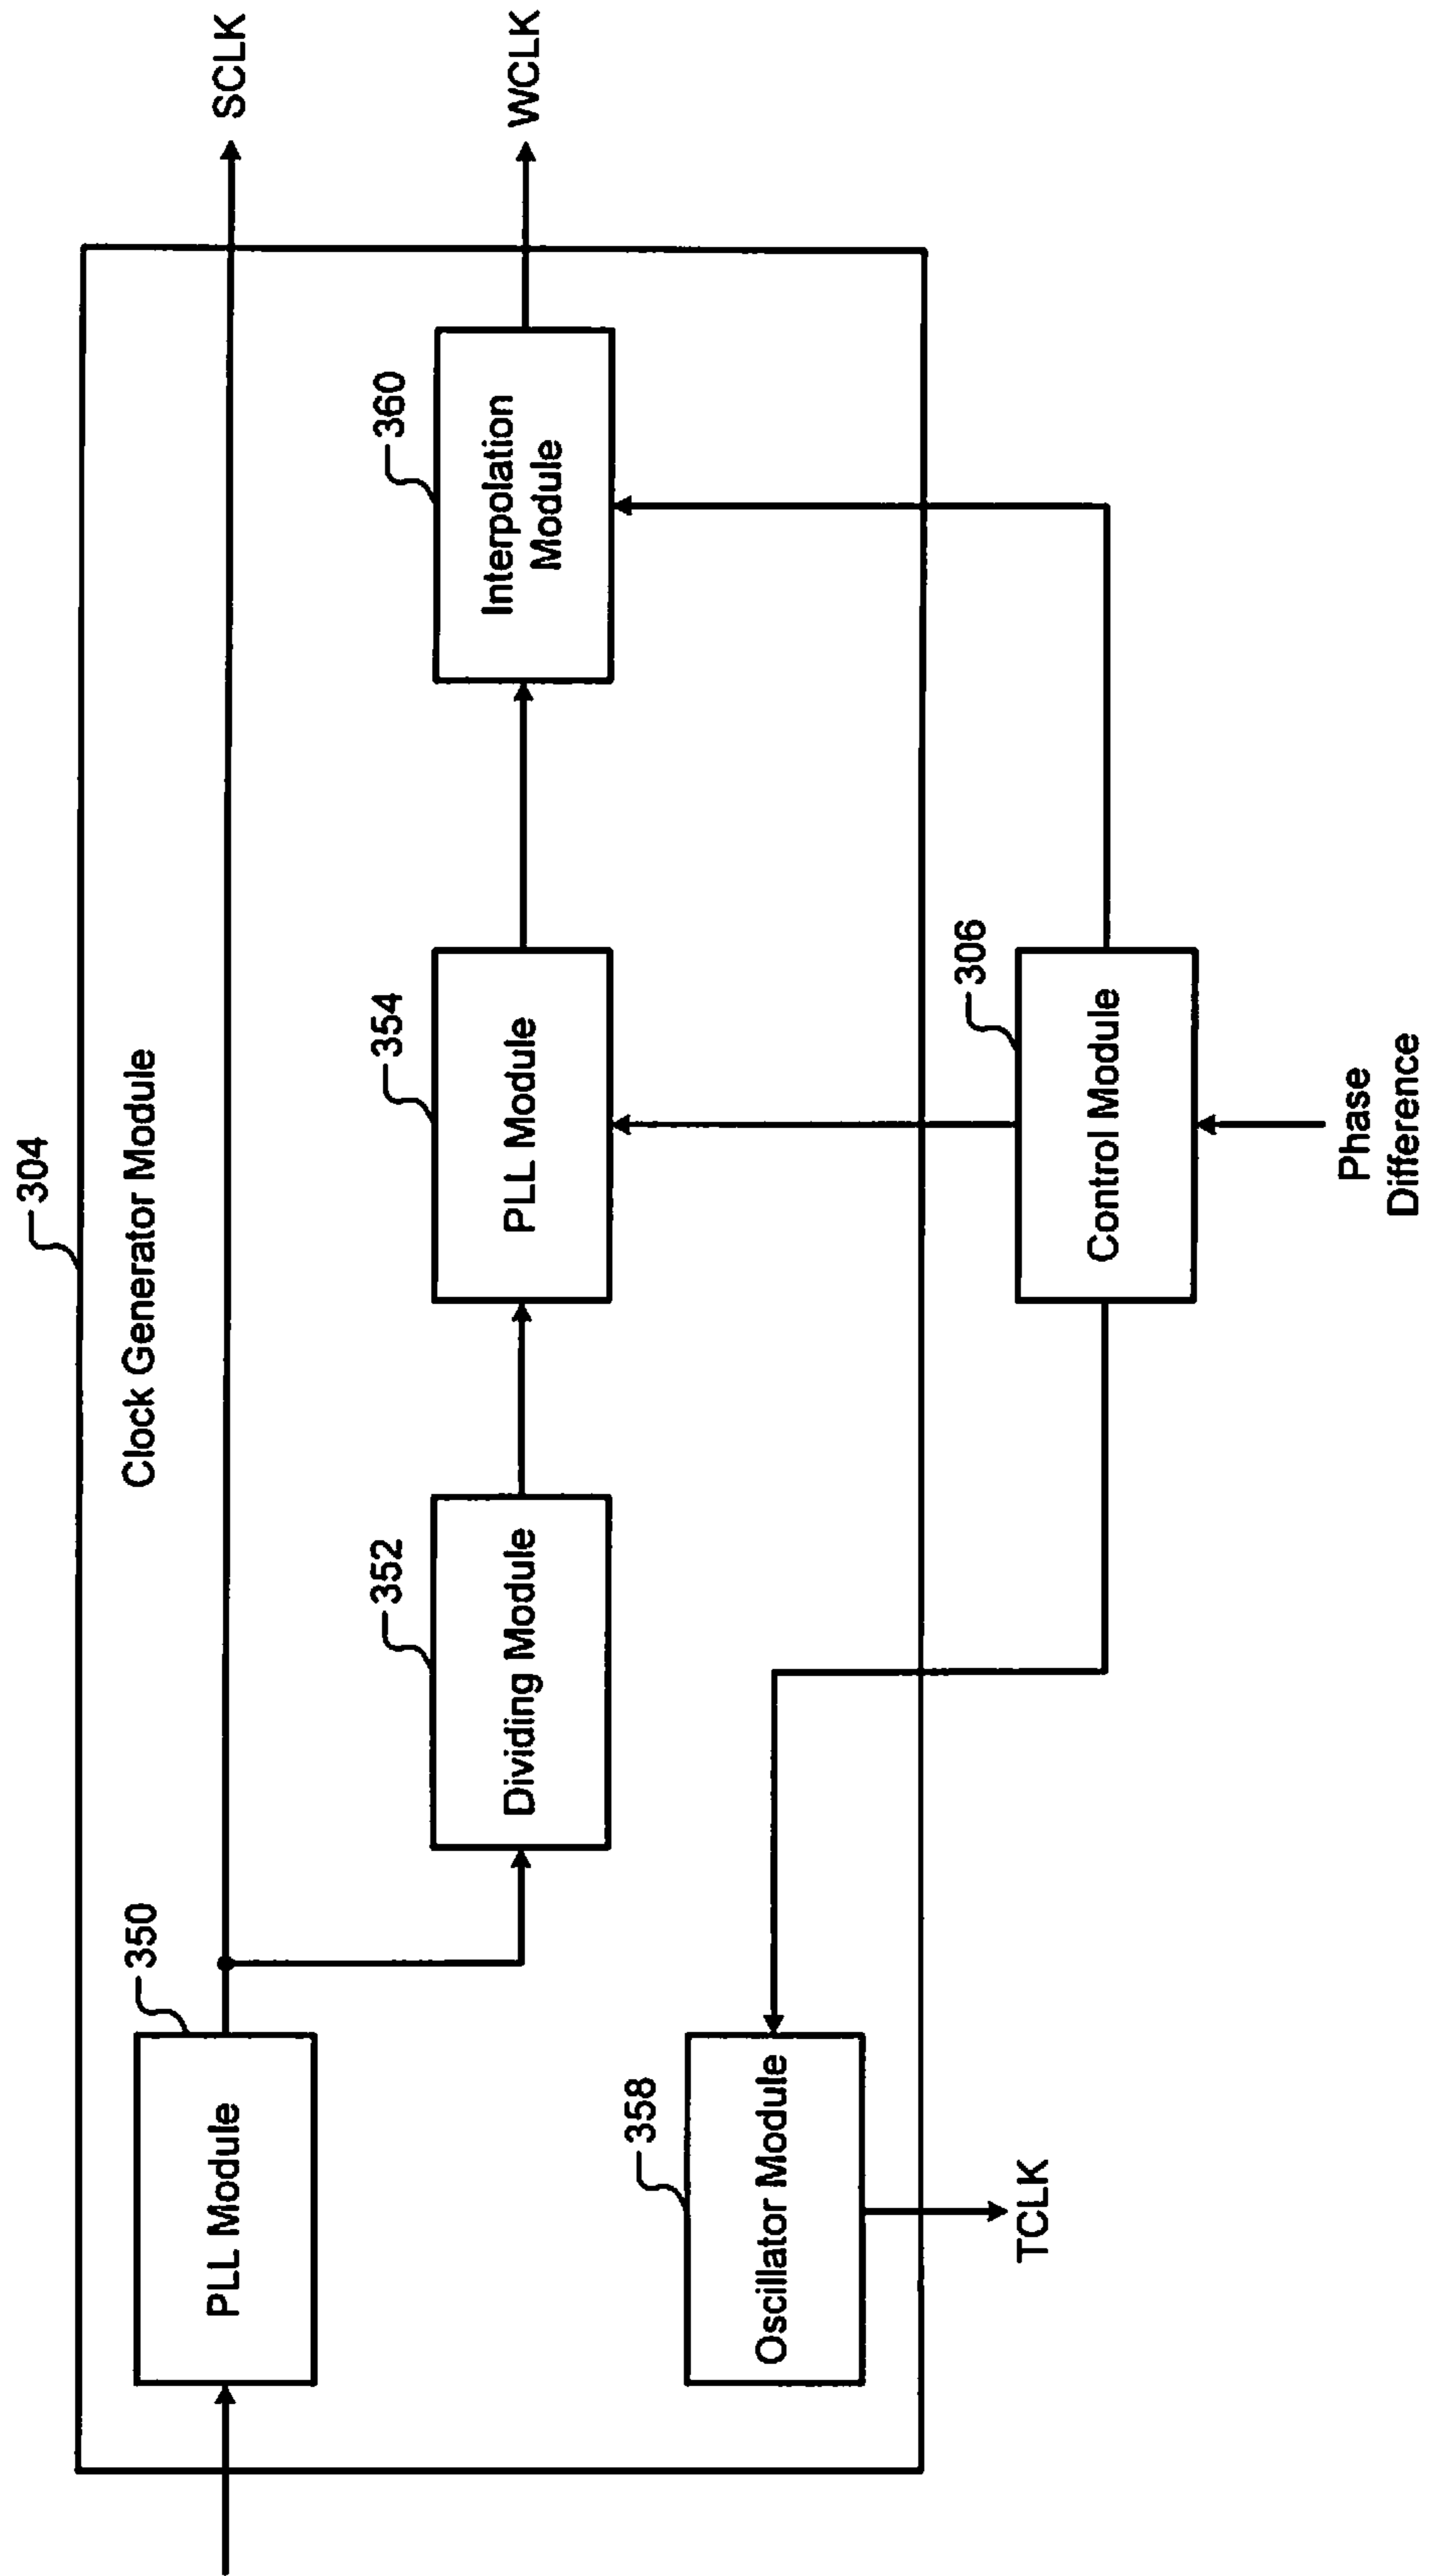 304
Clock Generator Module
350
PLL Module
SCLK
352
Dividing Module
354
PLL Module
360
Interpolation
Module
WCLK
358
Oscillator Module
TCLK
306
Control Module
Phase
Difference